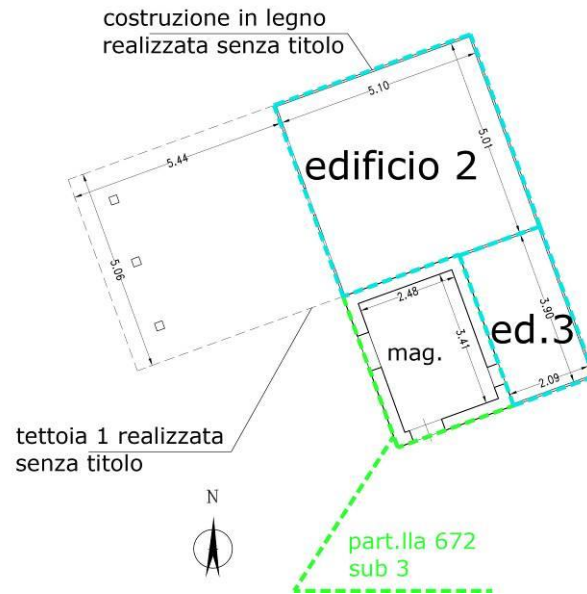 costruzione in legno
realizzata senza titolo
5.10
5.44
5.01
edificio 2
5.06
2.48
3.90
3.41
ed.3
mag.
2.09
tettoia 1 realizzata
senza titolo
N
part.lla 672
sub 3